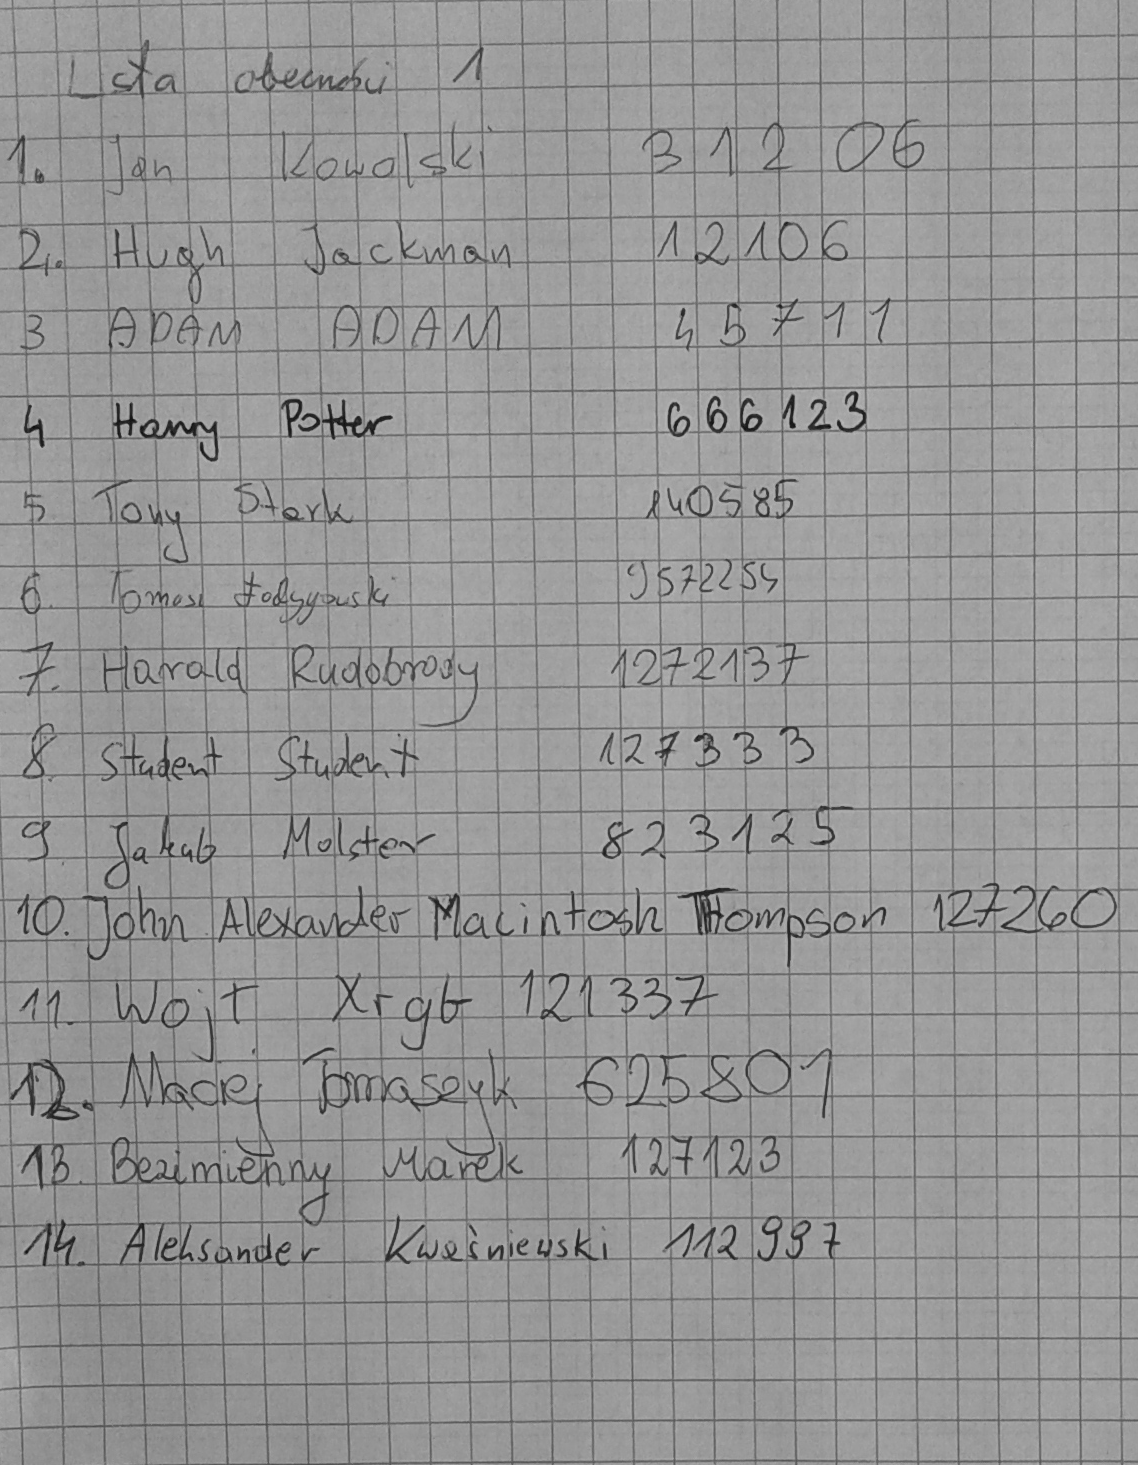 Lista obecności 1
1. Jan Kowalski 31206
2. Hugh Jackman 12106
3 ADAM ADAM 45711
4 Harry Potter 666123
5 Tony Stark 140585
6. Tomasz 9572254
7. Harald Rudobrody 1272137
8. Student Student 127333
9. Jakub Molster 823125
10. John Alexander Macintosh Thompson 127260
11. Wojt Xrgb 121337
12. Maciej Tomaszyk 625801
13. Bezimienny Marek 127123
14. Aleksander Kwaśniewski 112997